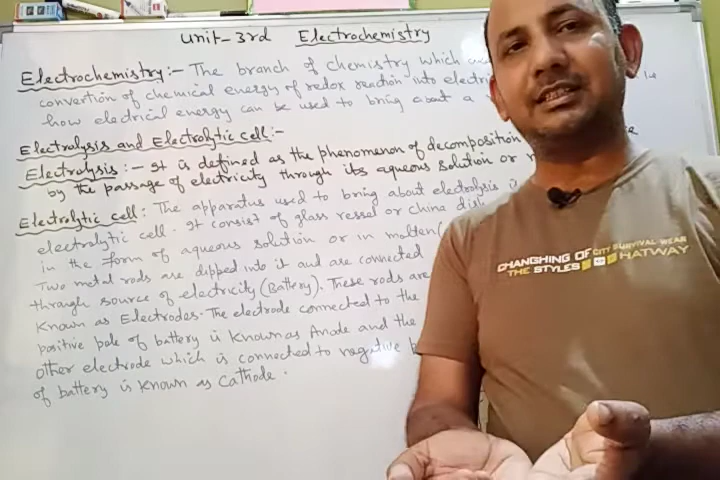 Unit-3rd Electrochemistry
Electrochemistry:- The branch of chemistry which
convertion of chemical energy of redox reaction into electri
how electrical energy can be used to bring about a
Electrolysis and Electrolytic cell:-
Electrolysis:- It is defined as the phenomenon of decomposition
by the passage of electricity through its aqueous solution or
Electrolytic cell: The apparatus used to bring about electrolysis
electrolytic cell. It consist of glass vessel or china dish
in the form of aqueous solution or in molten
Two metal rods are dipped into it and are connected
through source of electricity (Battery). These rods are
Known as Electrodes. The electrode connected to the
positive pole of battery is known as Anode and the
other electrode which is connected to negative
of battery is known as Cathode.
CHANGHING OF CITY SURVIVAL WEAR
THE STYLES HATWAY